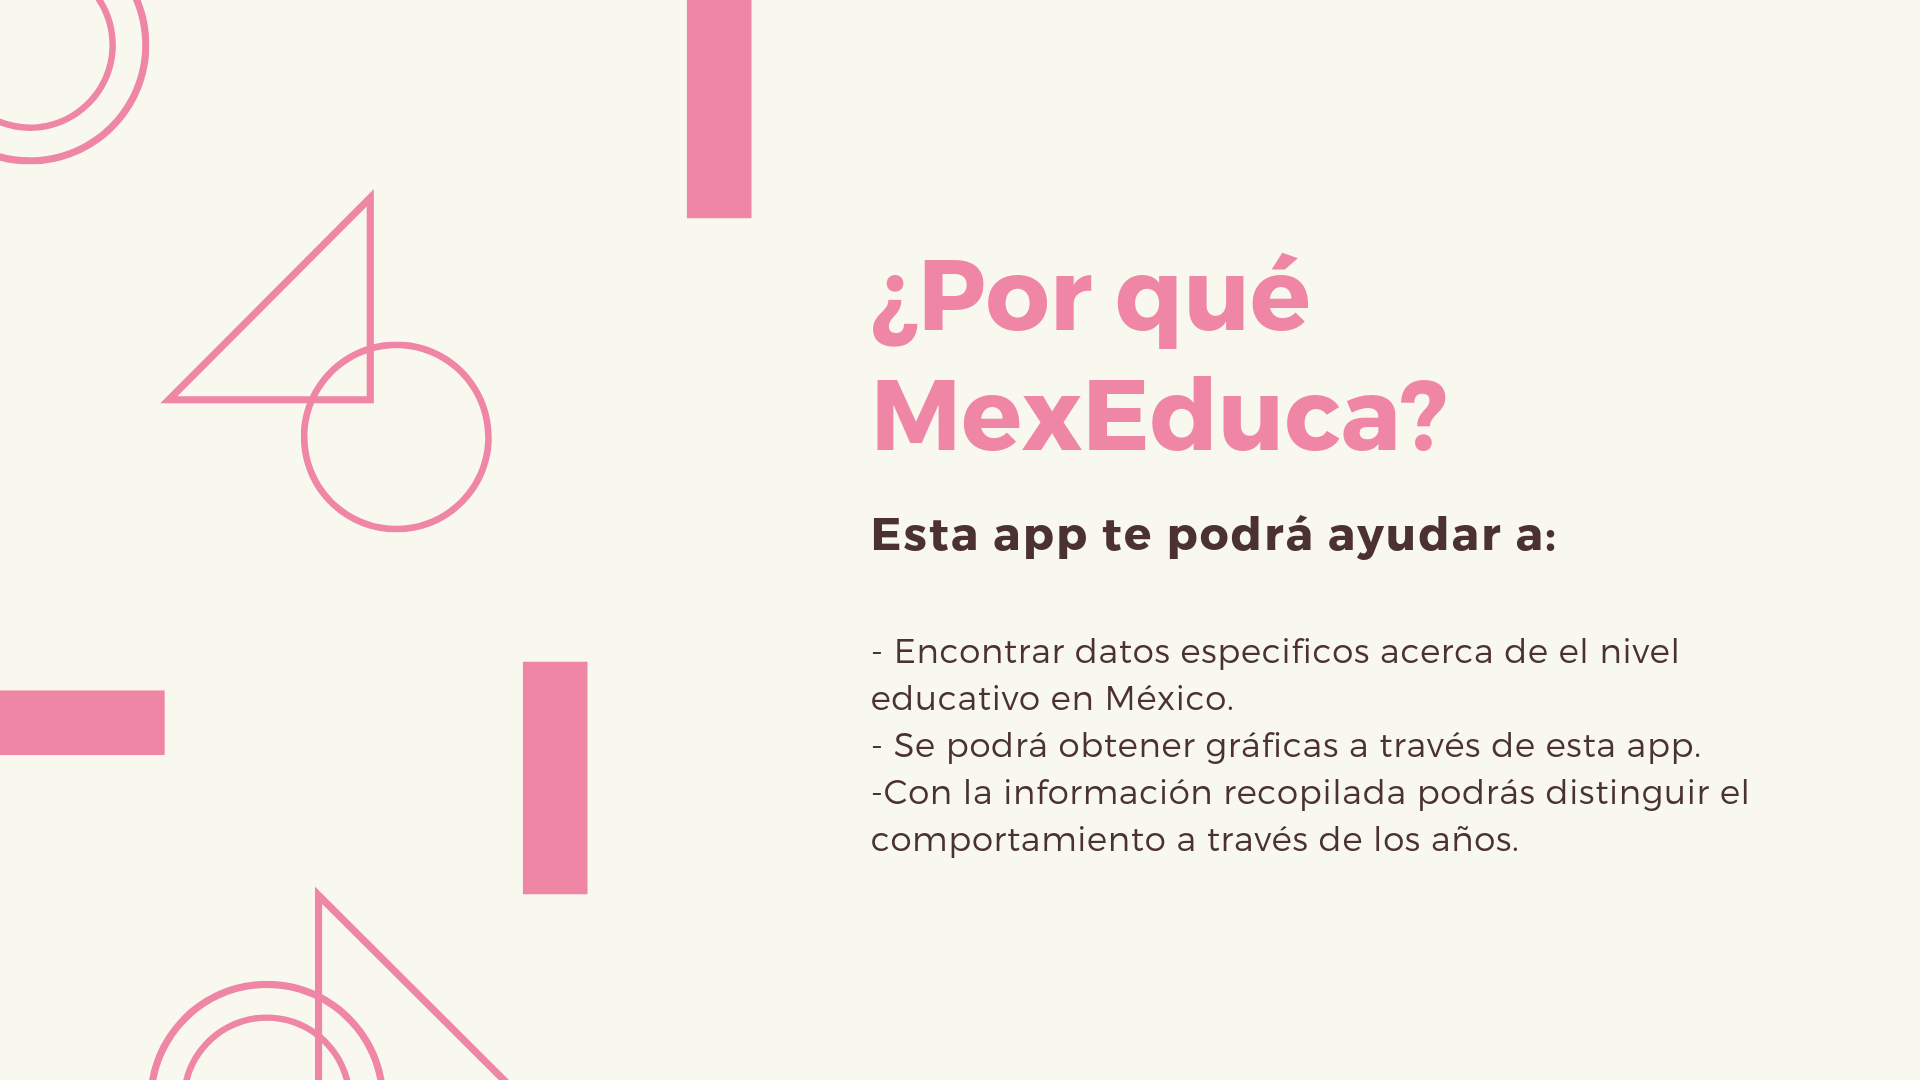 ¿Por qué
MexEduca?
Esta app te podrá ayudar a:
- Encontrar datos especificos acerca de el nivel
educativo en México.
- Se podrá obtener gráficas a través de esta app.
-Con la información recopilada podrás distinguir el
comportamiento a través de los años.